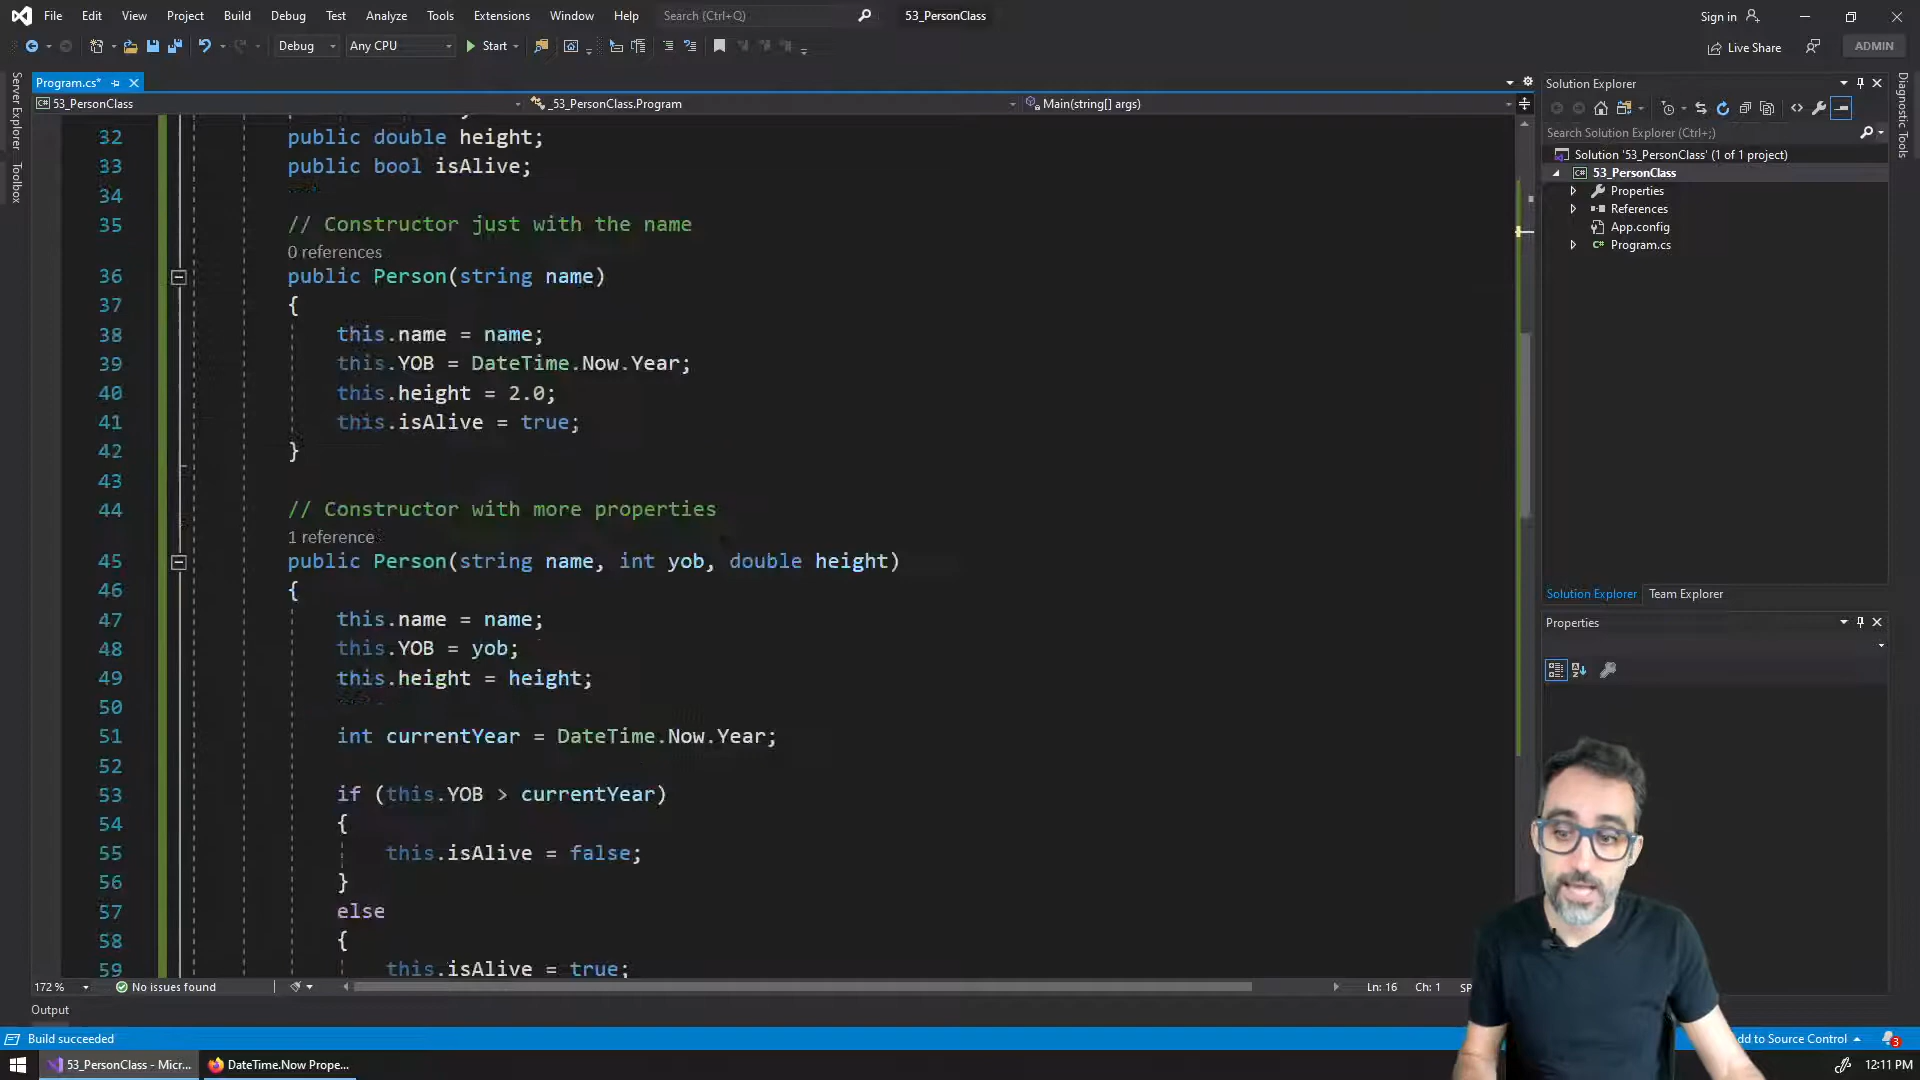 File Edit View Project Build Debug Test Analyze Tools Extensions Window Help Search (Ctrl+Q) 53_PersonClass Sign in
Debug Any CPU Start Live Share ADMIN
Server Explorer
Toolbox
Diagnostic Tools
Program.cs*
53_PersonClass _53_PersonClass.Program Main(string[] args)
32 public double height;
33 public bool isAlive;
34
35 // Constructor just with the name
0 references
36 public Person(string name)
37 {
38 this.name = name;
39 this.YOB = DateTime.Now.Year;
40 this.height = 2.0;
41 this.isAlive = true;
42 }
43
44 // Constructor with more properties
1 reference
45 public Person(string name, int yob, double height)
46 {
47 this.name = name;
48 this.YOB = yob;
49 this.height = height;
50
51 int currentYear = DateTime.Now.Year;
52
53 if (this.YOB > currentYear)
54 {
55 this.isAlive = false;
56 }
57 else
58 {
59 this.isAlive = true;
172 % No issues found Ln: 16 Ch: 1
Output
Build succeeded
Solution Explorer
Search Solution Explorer (Ctrl+;)
Solution '53_PersonClass' (1 of 1 project)
53_PersonClass
Properties
References
App.config
Program.cs
Solution Explorer Team Explorer
Properties
to Source Control 3
53_PersonClass - Micr... DateTime.Now Prope... 12:11 PM